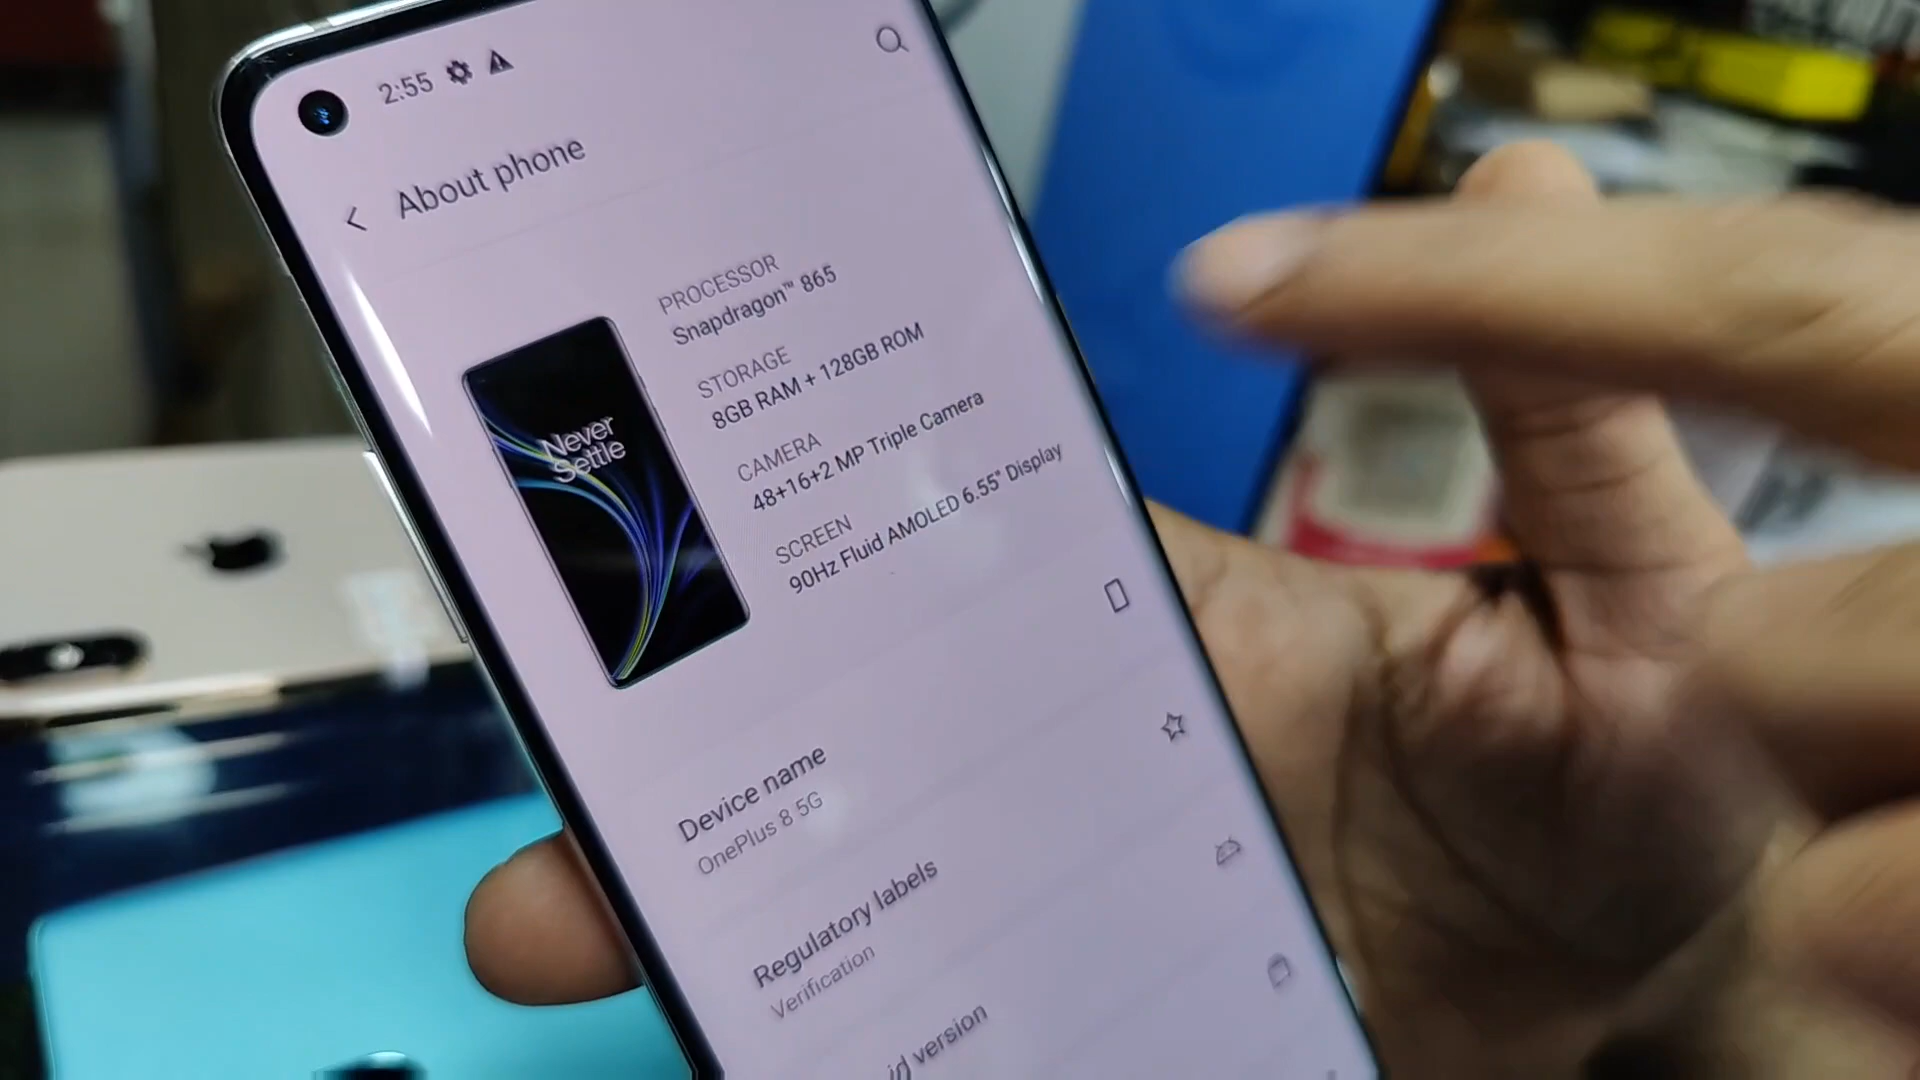 2:55
About phone
PROCESSOR
Snapdragon™ 865
STORAGE
8GB RAM + 128GB ROM
CAMERA
48+16+2 MP Triple Camera
SCREEN
90Hz Fluid AMOLED 6.55" Display
Never
Settle
Device name
OnePlus 8 5G
Regulatory labels
Verification
version